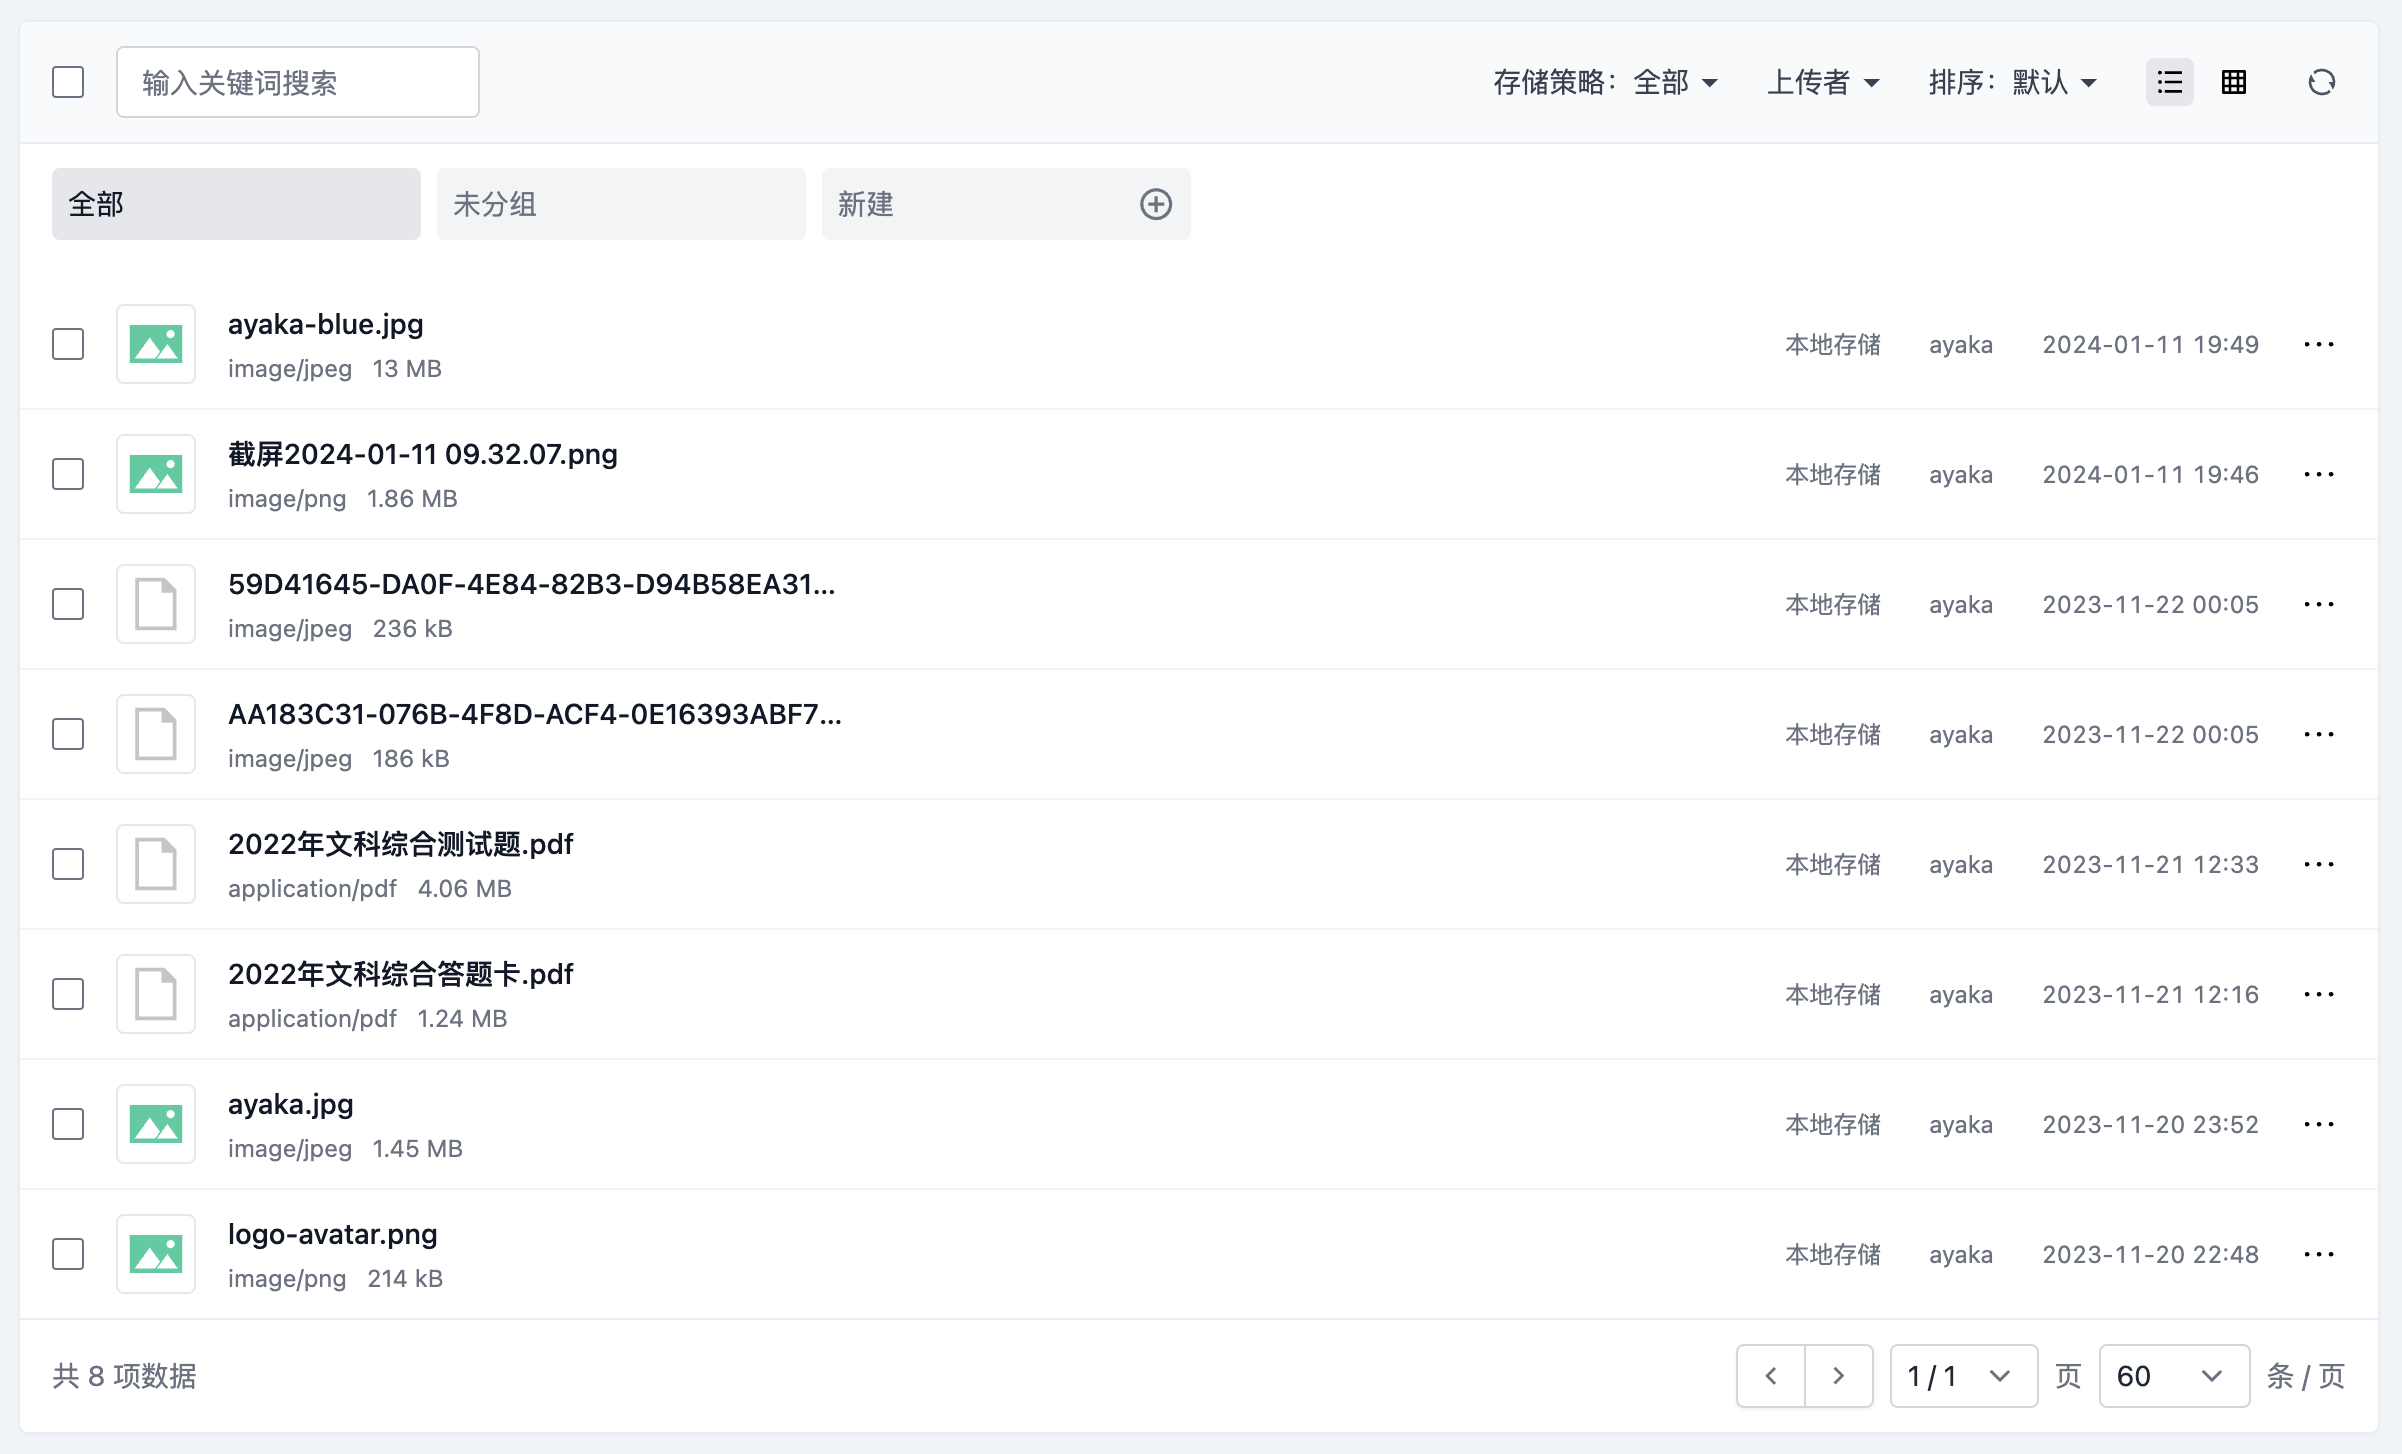 输入关键词搜索 存储策略：全部 上传者 排序：默认
全部 未分组 新建
ayaka-blue.jpg
image/jpeg 13 MB 本地存储 ayaka 2024-01-11 19:49
截屏2024-01-11 09.32.07.png
image/png 1.86 MB 本地存储 ayaka 2024-01-11 19:46
59D41645-DA0F-4E84-82B3-D94B58EA31...
image/jpeg 236 kB 本地存储 ayaka 2023-11-22 00:05
AA183C31-076B-4F8D-ACF4-0E16393ABF7...
image/jpeg 186 kB 本地存储 ayaka 2023-11-22 00:05
2022年文科综合测试题.pdf
application/pdf 4.06 MB 本地存储 ayaka 2023-11-21 12:33
2022年文科综合答题卡.pdf
application/pdf 1.24 MB 本地存储 ayaka 2023-11-21 12:16
ayaka.jpg
image/jpeg 1.45 MB 本地存储 ayaka 2023-11-20 23:52
logo-avatar.png
image/png 214 kB 本地存储 ayaka 2023-11-20 22:48
共 8 项数据 1 / 1 页 60 条 / 页